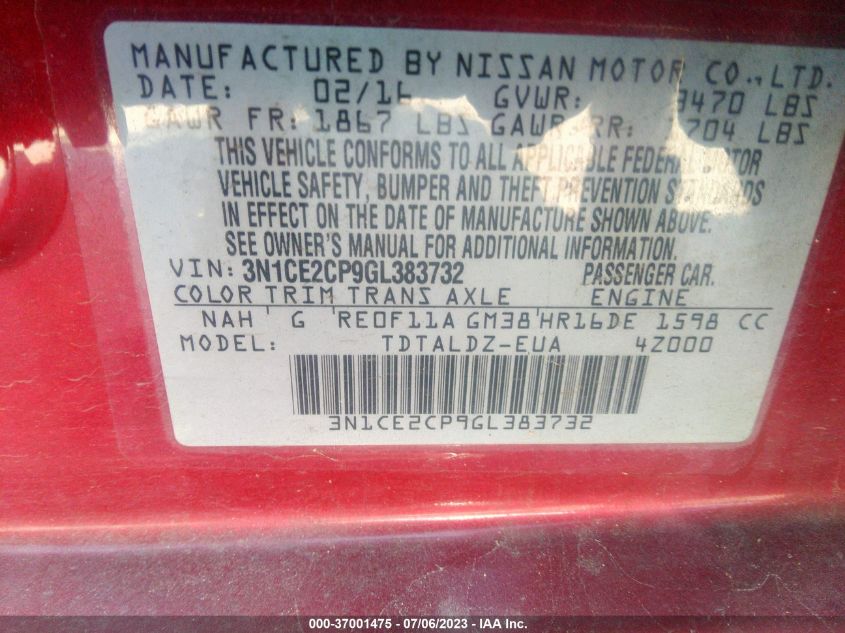 MANUFACTURED BY NISSAN MOTOR CO., LTD.
DATE: 02/16 GVWR: 3470 LBS
GAWR FR: 1867 LBS GAWR RR: 1704 LBS
THIS VEHICLE CONFORMS TO ALL APPLICABLE FEDERAL MOTOR
VEHICLE SAFETY, BUMPER AND THEFT PREVENTION STANDARDS
IN EFFECT ON THE DATE OF MANUFACTURE SHOWN ABOVE.
SEE OWNER'S MANUAL FOR ADDITIONAL INFORMATION.
VIN: 3N1CE2CP9GL383732 PASSENGER CAR.
COLOR TRIM TRANS AXLE ENGINE
NAH G RE0F11A GM38 HR16DE 1598 CC
MODEL: TDTALDZ-EUA 4Z000
3N1CE2CP9GL383732
000-37001475 - 07/06/2023 - IAA Inc.